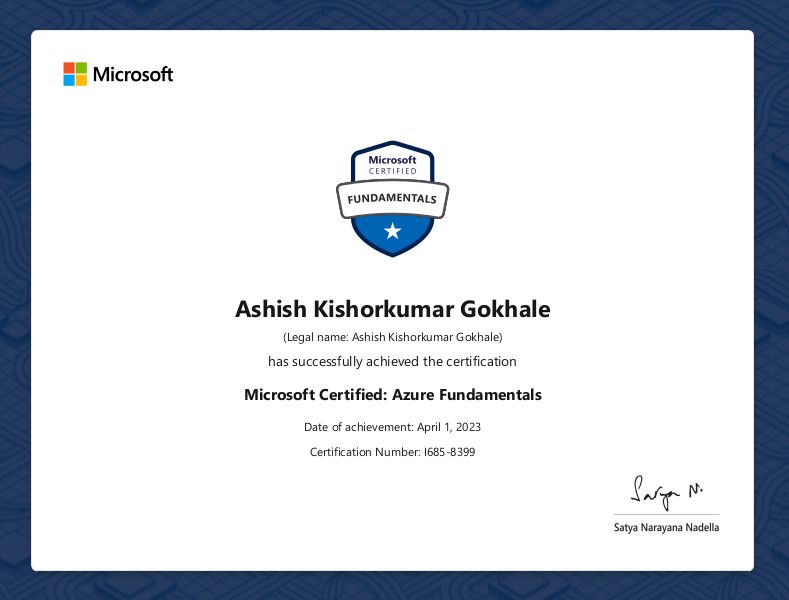 Microsoft
Microsoft
CERTIFIED
FUNDAMENTALS
Ashish Kishorkumar Gokhale
(Legal name: Ashish Kishorkumar Gokhale)
has successfully achieved the certification
Microsoft Certified: Azure Fundamentals
Date of achievement: April 1, 2023
Certification Number: I685-8399
Satya N.
Satya Narayana Nadella